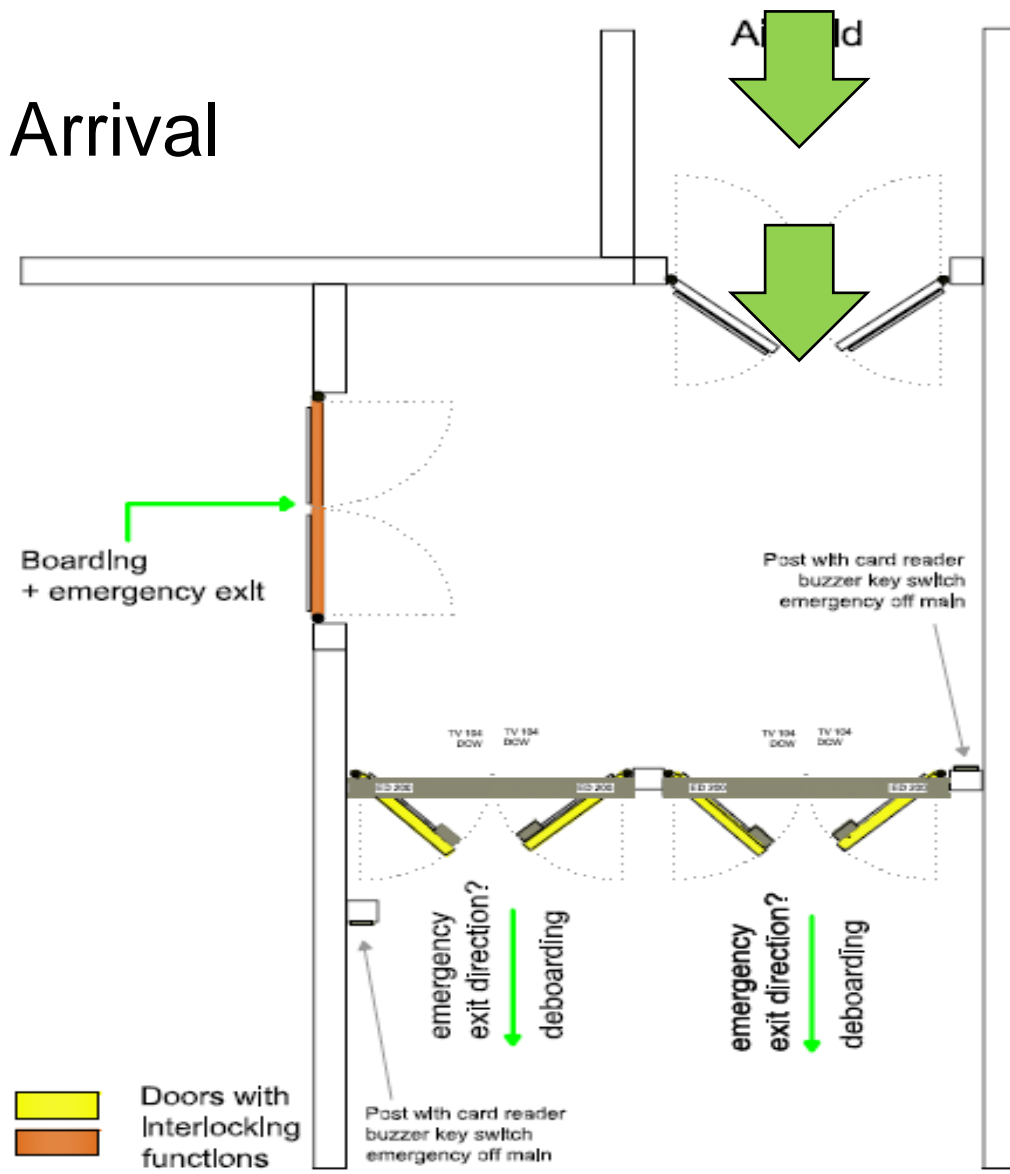 Arrival
Boarding
+ emergency exit
Post with card reader
buzzer key switch
emergency off main
TV 104
DCW
TV 104
DCW
TV 104
DCW
TV 104
DCW
ED 200
ED 200
ED 200
ED 200
emergency
exit direction?
deboarding
emergency
exit direction?
deboarding
Doors with
interlocking
functions
Post with card reader
buzzer key switch
emergency off main